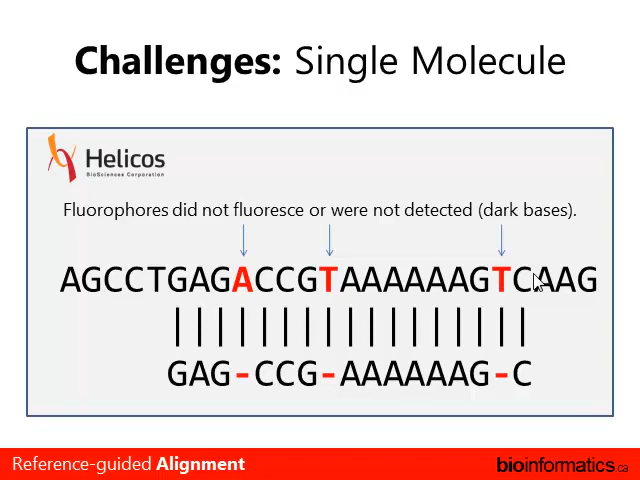 Challenges: Single Molecule
Helicos
BioSciences Corporation
Fluorophores did not fluoresce or were not detected (dark bases).
AGCCTGAGACCGTAAAAAAGTCAAG
| | | | | | | | | | | | | | | | |
GAG-CCG-AAAAAAG-C
Reference-guided Alignment
bioinformatics.ca